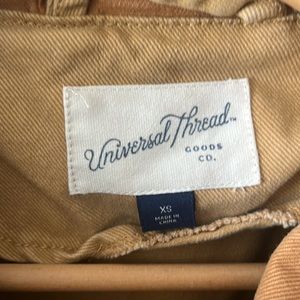 Universal Thread™
GOODS
CO.
XS
MADE IN
CHINA